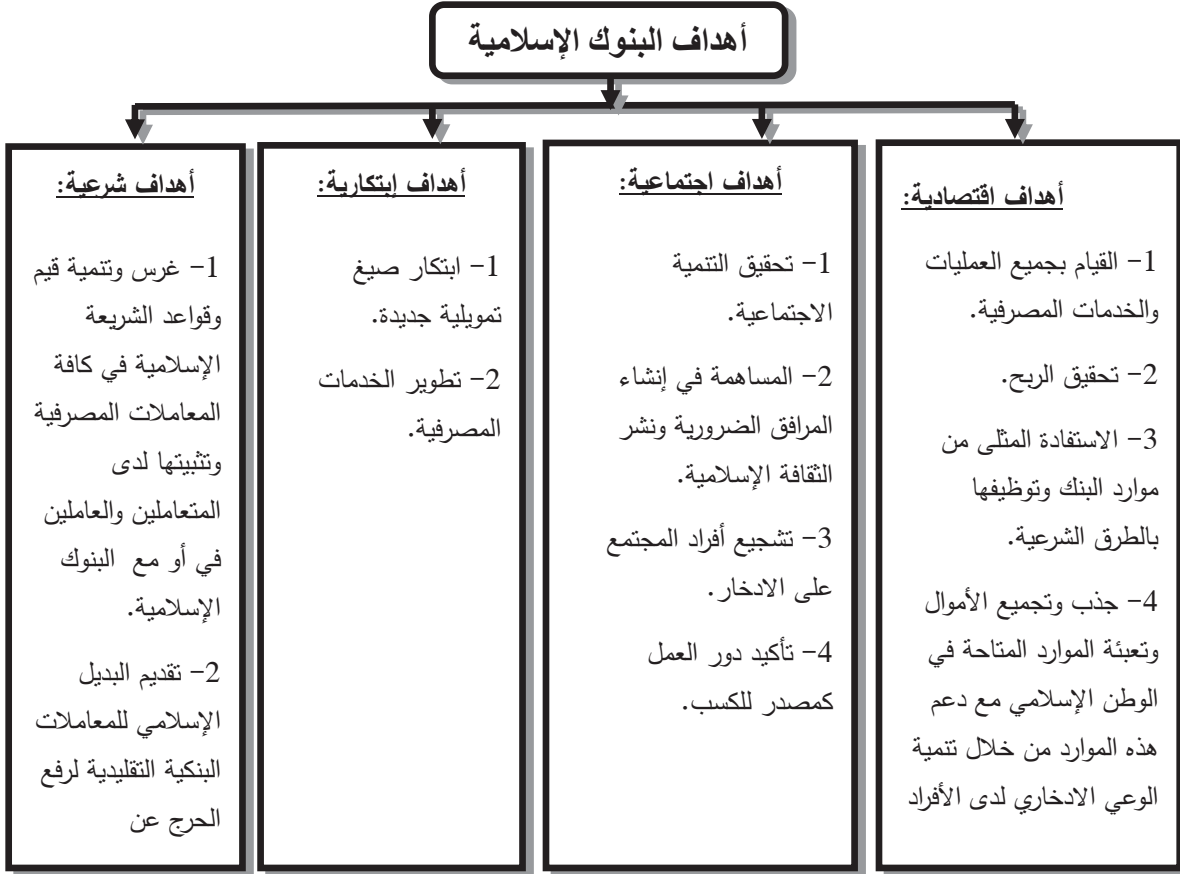 أهداف البنوك الإسلامية
أهداف اقتصادية:
1- القيام بجميع العمليات
والخدمات المصرفية.
2- تحقيق الربح.
3- الاستفادة المثلى من
موارد البنك وتوظيفها
بالطرق الشرعية.
4- جذب وتجميع الأموال
وتعبئة الموارد المتاحة في
الوطن الإسلامي مع دعم
هذه الموارد من خلال تنمية
الوعي الادخاري لدى الأفراد
أهداف اجتماعية:
1- تحقيق التنمية
الاجتماعية.
2- المساهمة في إنشاء
المرافق الضرورية ونشر
الثقافة الإسلامية.
3- تشجيع أفراد المجتمع
على الادخار.
4- تأكيد دور العمل
كمصدر للكسب.
أهداف إبتكارية:
1- ابتكار صيغ
تمويلية جديدة.
2- تطوير الخدمات
المصرفية.
أهداف شرعية:
1- غرس وتنمية قيم
وقواعد الشريعة
الإسلامية في كافة
المعاملات المصرفية
وتثبيتها لدى
المتعاملين والعاملين
في أو مع البنوك
الإسلامية.
2- تقديم البديل
الإسلامي للمعاملات
البنكية التقليدية لرفع
الحرج عن